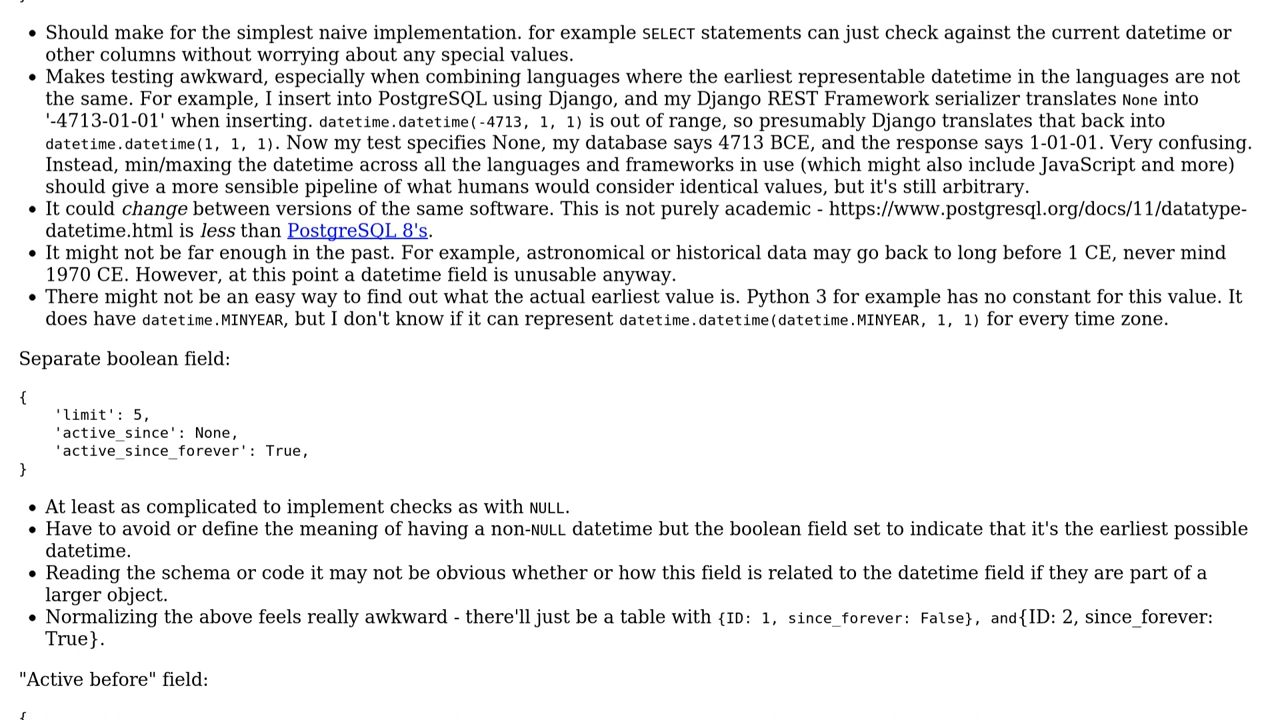 Should make for the simplest naive implementation. for example SELECT statements can just check against the current datetime or
other columns without worrying about any special values.
Makes testing awkward, especially when combining languages where the earliest representable datetime in the languages are not
the same. For example, I insert into PostgreSQL using Django, and my Django REST Framework serializer translates None into
'-4713-01-01' when inserting. datetime.datetime(-4713, 1, 1) is out of range, so presumably Django translates that back into
datetime.datetime(1, 1, 1). Now my test specifies None, my database says 4713 BCE, and the response says 1-01-01. Very confusing.
Instead, min/maxing the datetime across all the languages and frameworks in use (which might also include JavaScript and more)
should give a more sensible pipeline of what humans would consider identical values, but it's still arbitrary.
It could change between versions of the same software. This is not purely academic - https://www.postgresql.org/docs/11/datatype-
datetime.html is less than PostgreSQL 8's.
It might not be far enough in the past. For example, astronomical or historical data may go back to long before 1 CE, never mind
1970 CE. However, at this point a datetime field is unusable anyway.
There might not be an easy way to find out what the actual earliest value is. Python 3 for example has no constant for this value. It
does have datetime.MINYEAR, but I don't know if it can represent datetime.datetime(datetime.MINYEAR, 1, 1) for every time zone.
Separate boolean field:
{
    'limit': 5,
    'active_since': None,
    'active_since_forever': True,
}
At least as complicated to implement checks as with NULL.
Have to avoid or define the meaning of having a non-NULL datetime but the boolean field set to indicate that it's the earliest possible
datetime.
Reading the schema or code it may not be obvious whether or how this field is related to the datetime field if they are part of a
larger object.
Normalizing the above feels really awkward - there'll just be a table with {ID: 1, since_forever: False}, and{ID: 2, since_forever:
True}.
"Active before" field:
{